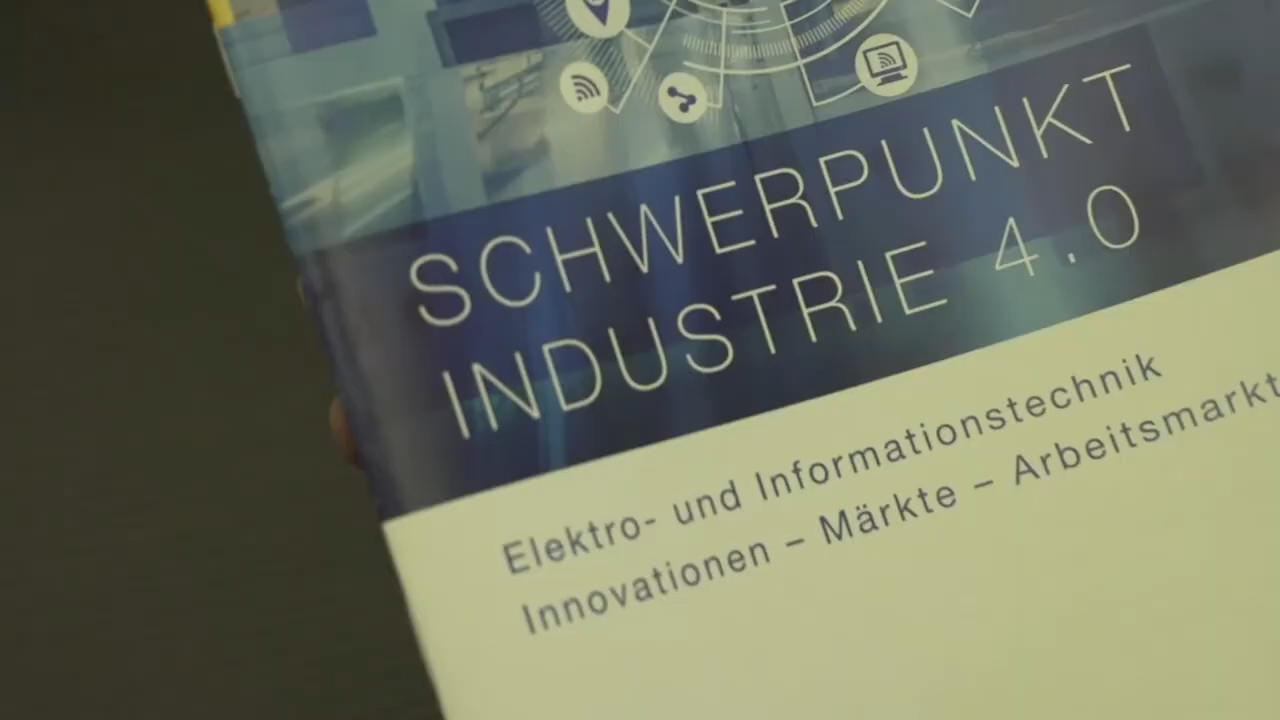 SCHWERPUNKT
INDUSTRIE 4.0
Elektro- und Informationstechnik
Innovationen – Märkte – Arbeitsmarkt